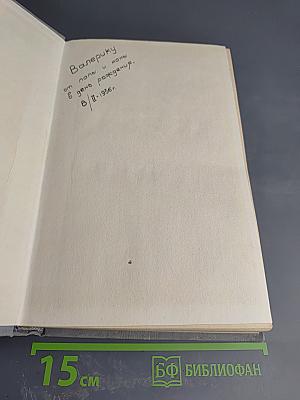 Валерику
от папы и мамы
в день рождения.
8/II-1956г.
15 см
БФ БИБЛИОФАН